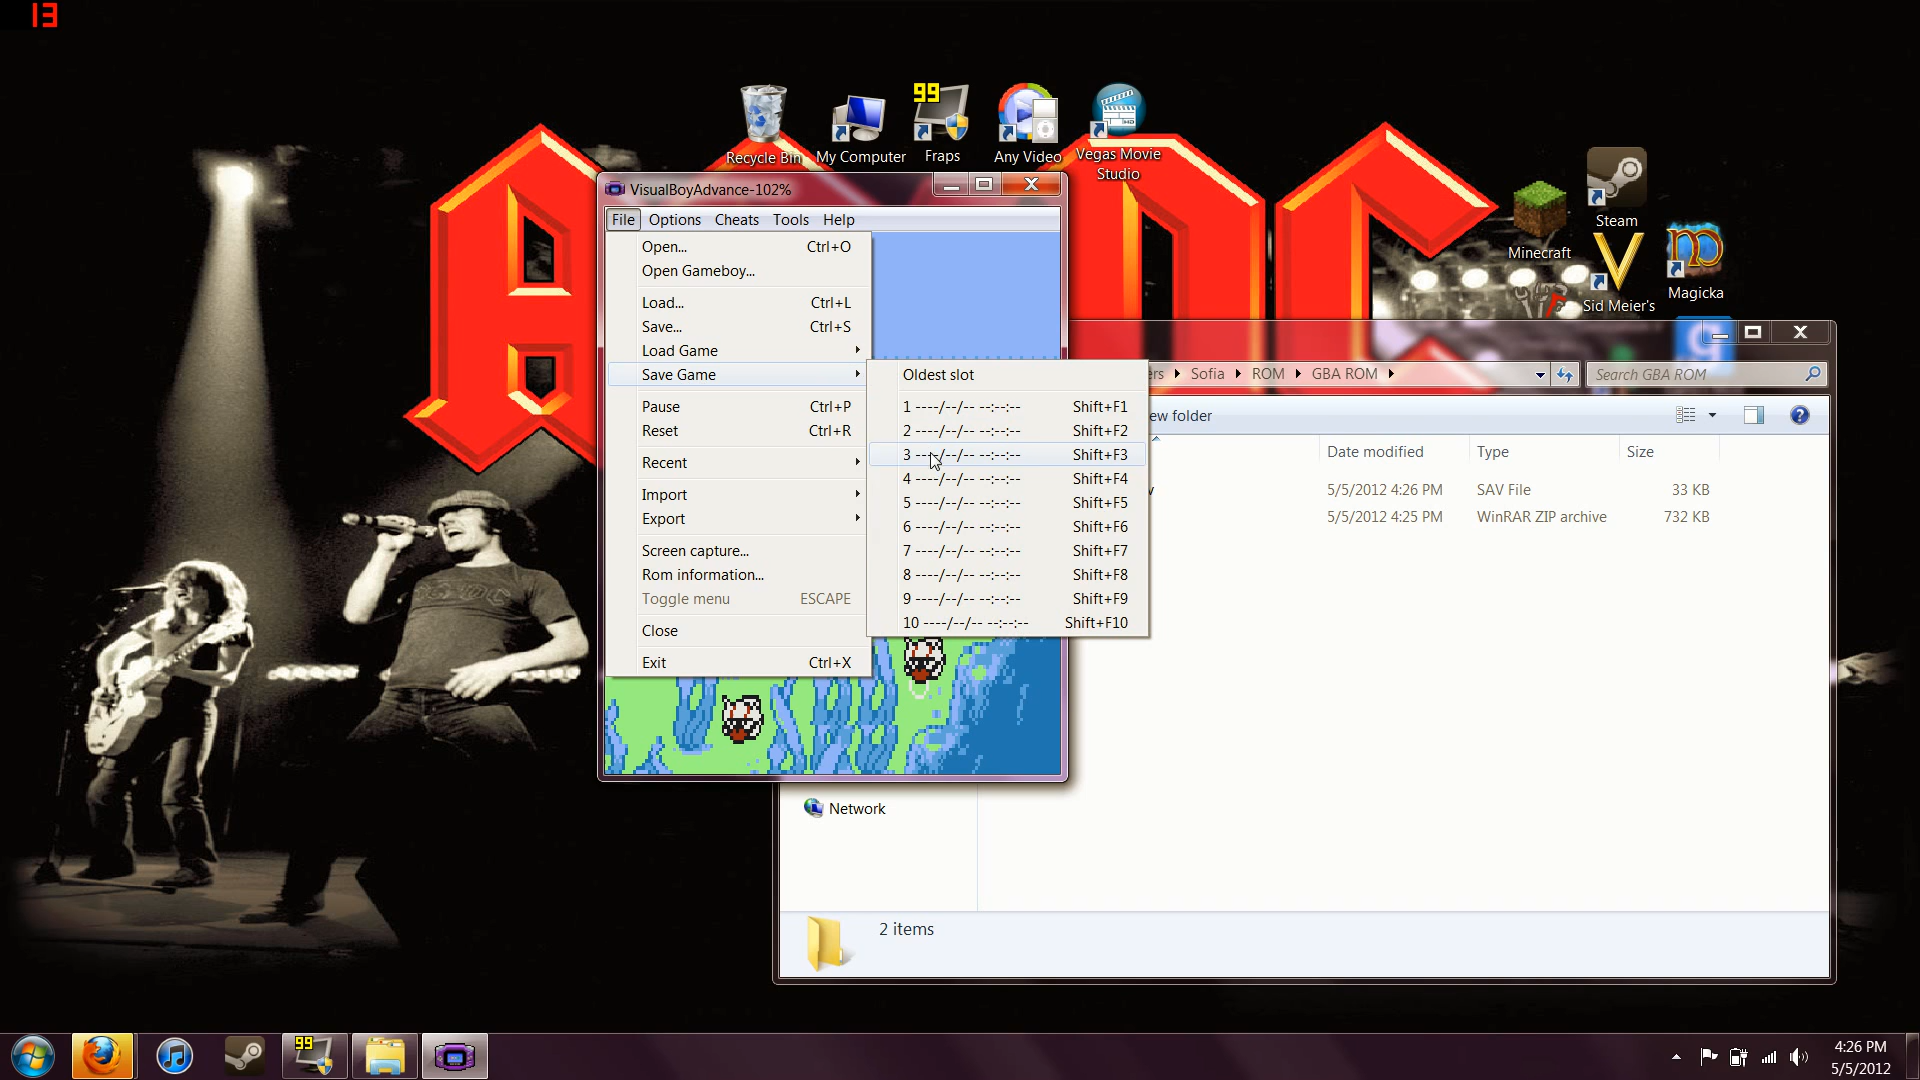 13
99
Recycle Bin
My Computer
Fraps
Any Video
Vegas Movie
Studio
Steam
Minecraft
Sid Meier's
Magicka
VisualBoyAdvance-102%
File Options Cheats Tools Help
Open... Ctrl+O
Open Gameboy...
Load... Ctrl+L
Save... Ctrl+S
Load Game
Save Game
Pause Ctrl+P
Reset Ctrl+R
Recent
Import
Export
Screen capture...
Rom information...
Toggle menu ESCAPE
Close
Exit Ctrl+X
Oldest slot
1 ----/--/-- --:--:-- Shift+F1
2 ----/--/-- --:--:-- Shift+F2
3 ----/--/-- --:--:-- Shift+F3
4 ----/--/-- --:--:-- Shift+F4
5 ----/--/-- --:--:-- Shift+F5
6 ----/--/-- --:--:-- Shift+F6
7 ----/--/-- --:--:-- Shift+F7
8 ----/--/-- --:--:-- Shift+F8
9 ----/--/-- --:--:-- Shift+F9
10 ----/--/-- --:--:-- Shift+F10
Sofia ROM GBA ROM
Search GBA ROM
folder
Date modified Type Size
5/5/2012 4:26 PM SAV File 33 KB
5/5/2012 4:25 PM WinRAR ZIP archive 732 KB
Network
2 items
99
4:26 PM
5/5/2012